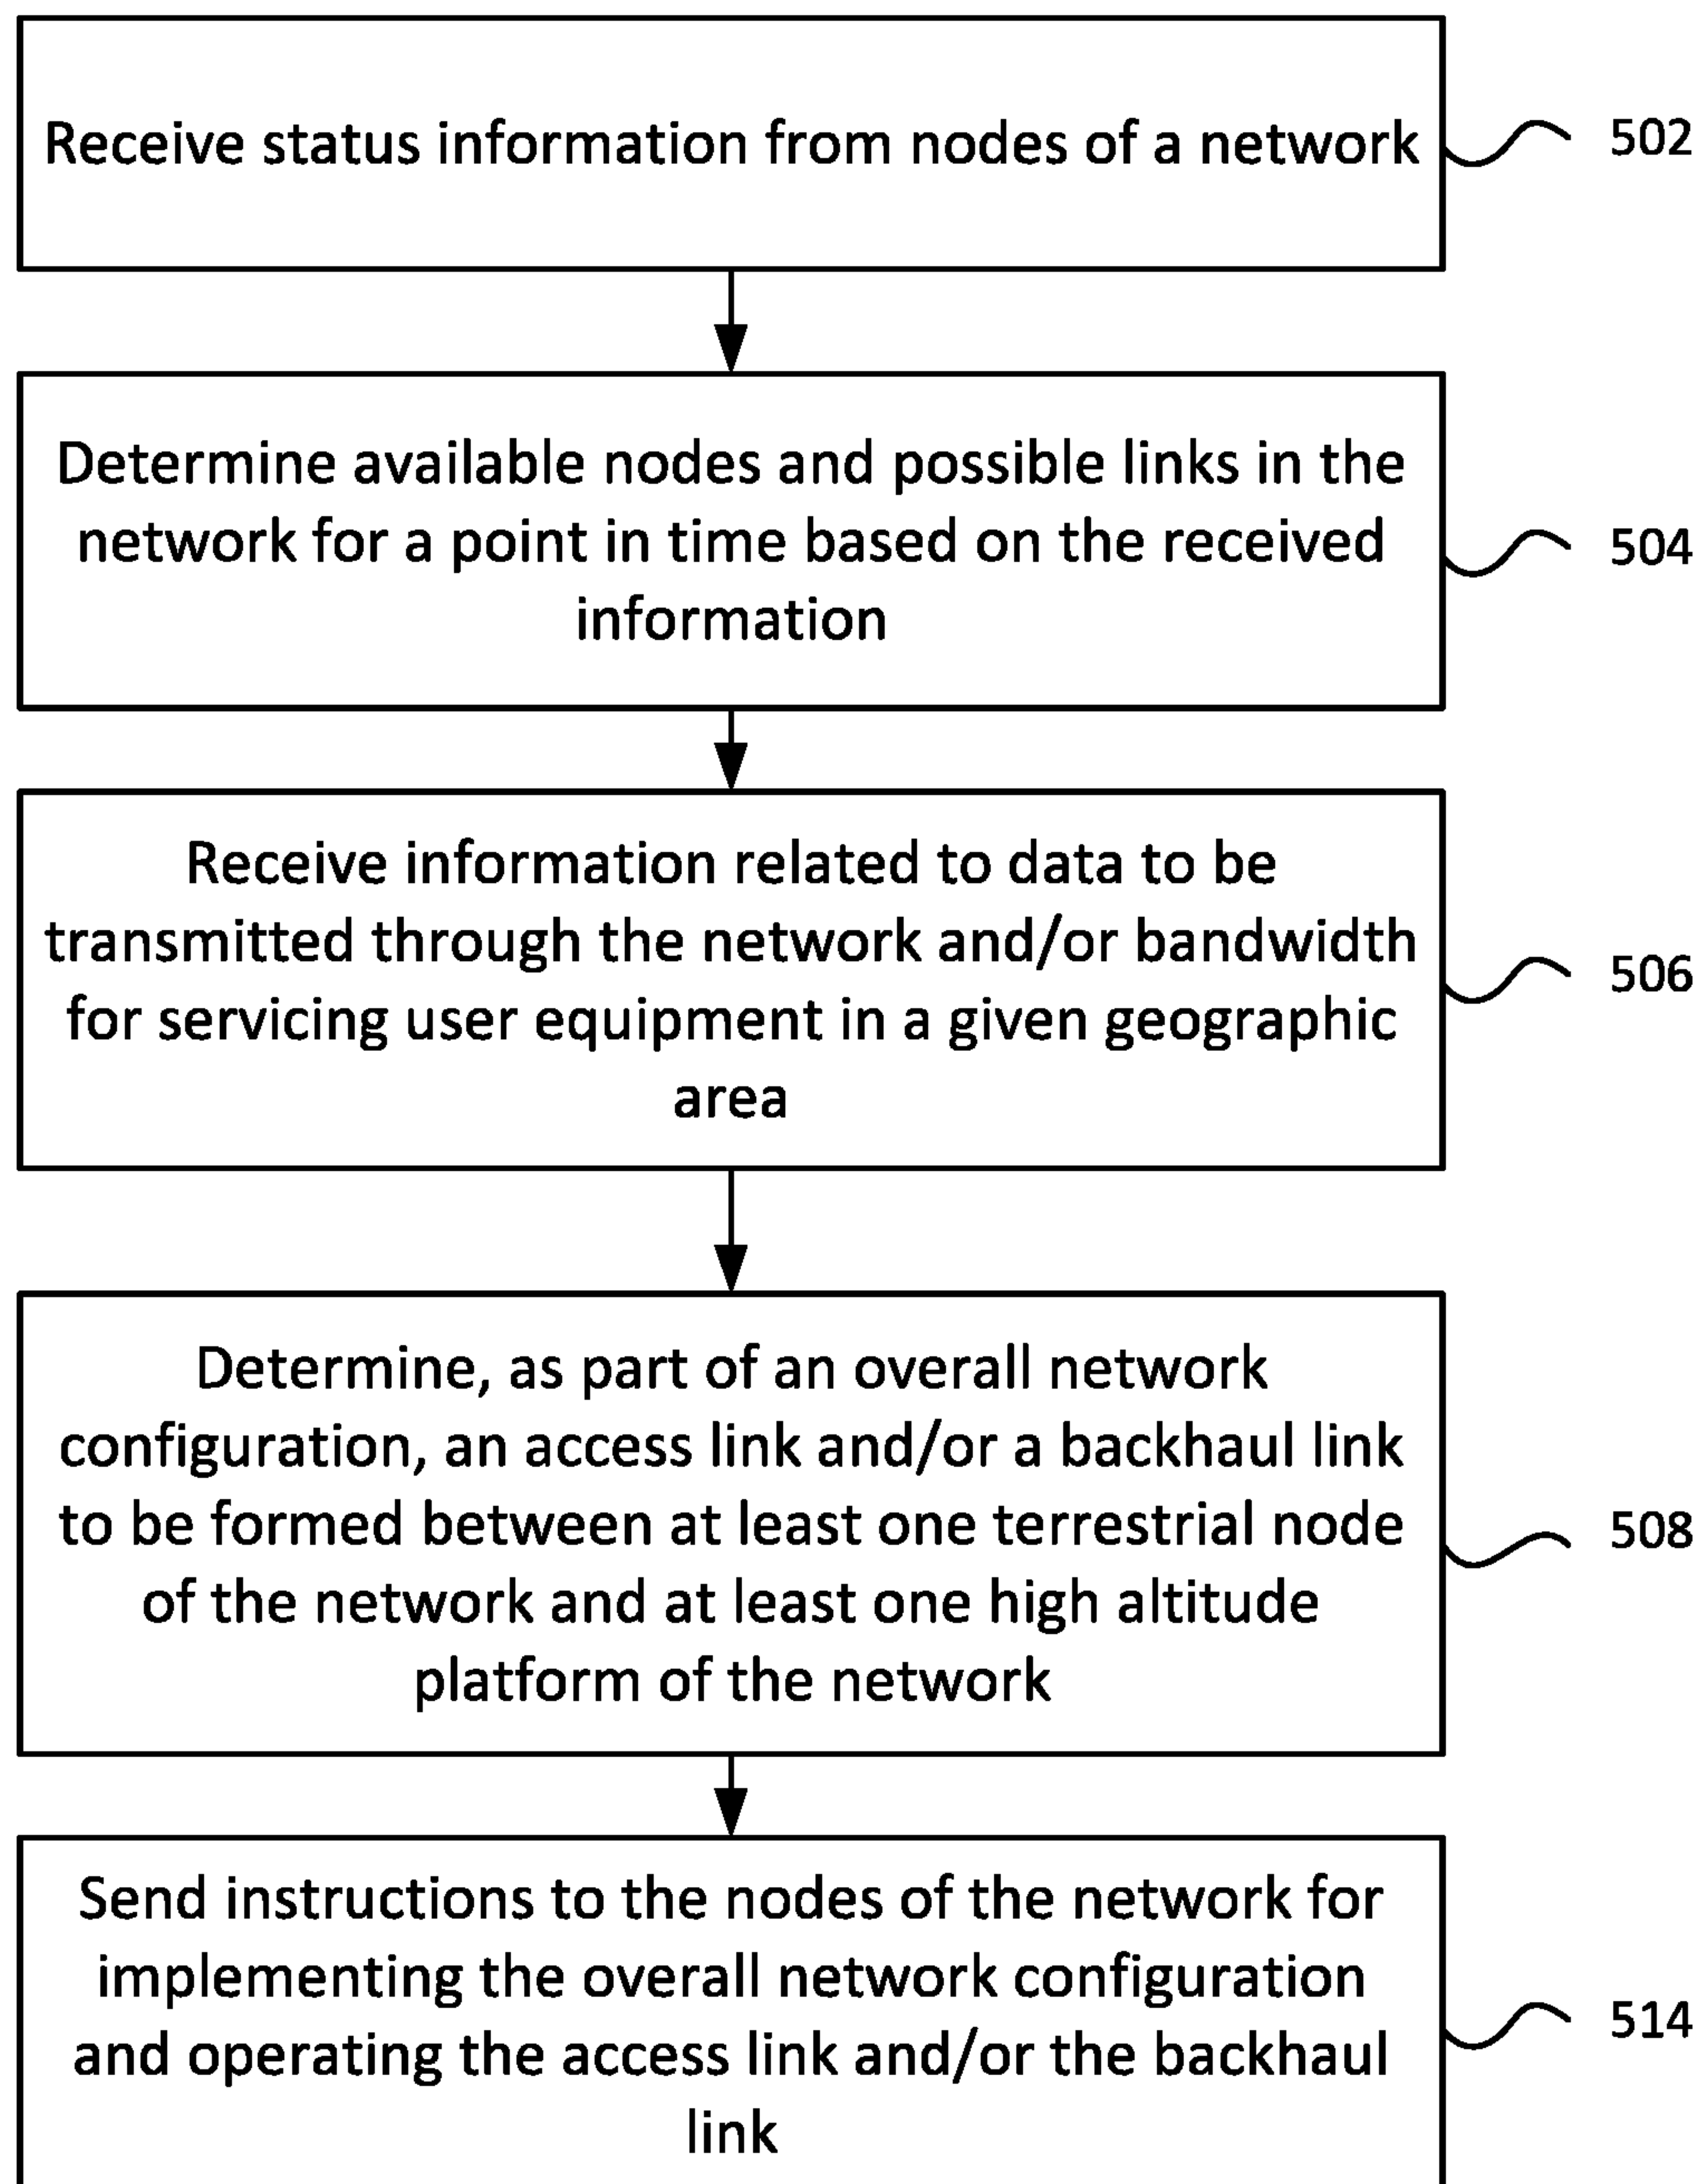 Receive status information from nodes of a network
502
Determine available nodes and possible links in the
network for a point in time based on the received
information
504
Receive information related to data to be
transmitted through the network and/or bandwidth
for servicing user equipment in a given geographic
area
506
Determine, as part of an overall network
configuration, an access link and/or a backhaul link
to be formed between at least one terrestrial node
of the network and at least one high altitude
platform of the network
508
Send instructions to the nodes of the network for
implementing the overall network configuration
and operating the access link and/or the backhaul
link
514